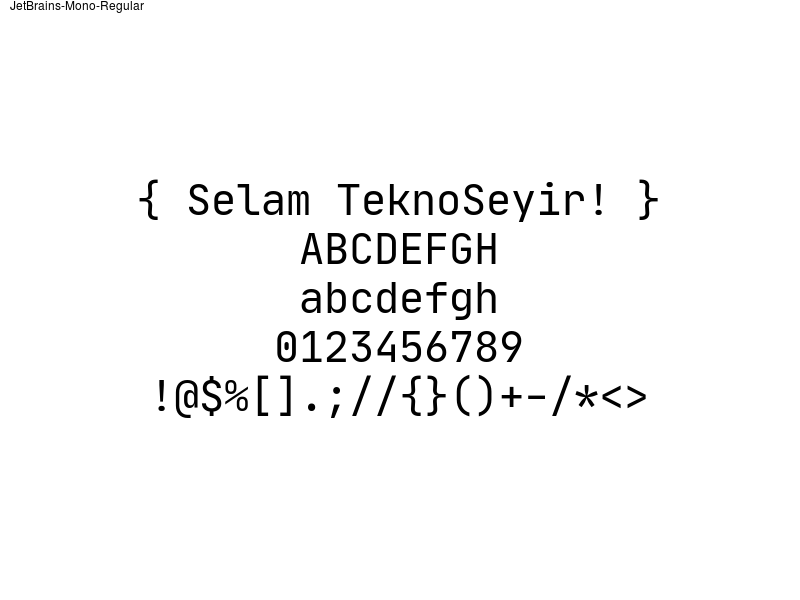 JetBrains-Mono-Regular
{ Selam TeknoSeyir! }
ABCDEFGH
abcdefgh
0123456789
!@$%[].;//{}()+-/*<>